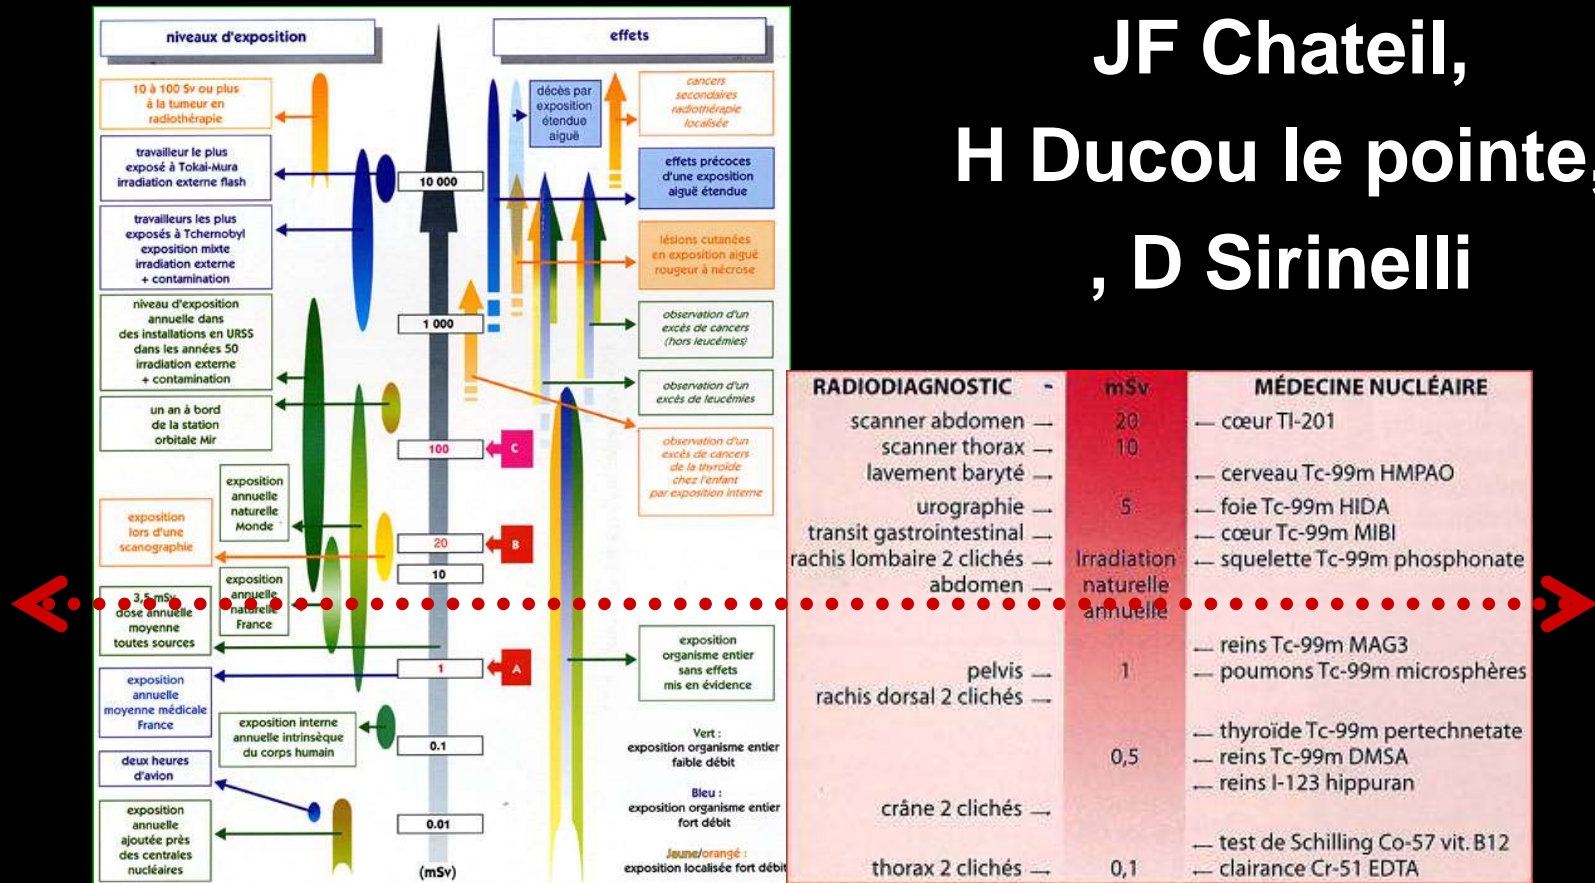 JF Chateil,
H Ducou le pointe,
, D Sirinelli
niveaux d'exposition
effets
10 à 100 Sv ou plus
à la tumeur en
radiothérapie
travailleur le plus
exposé à Tokai-Mura
irradiation externe flash
travailleurs les plus
exposés à Tchernobyl
exposition mixte
irradiation externe
+ contamination
niveau d'exposition
annuelle dans
des installations en URSS
dans les années 50
irradiation externe
+ contamination
un an à bord
de la station
orbitale Mir
exposition
annuelle
naturelle
Monde
exposition
lors d'une
scanographie
exposition
annuelle
naturelle
France
3,5 mSv
dose annuelle
moyenne
toutes sources
exposition
annuelle
moyenne médicale
France
exposition interne
annuelle intrinsèque
du corps humain
deux heures
d'avion
exposition
annuelle
ajoutée près
des centrales
nucléaires
10 000
1 000
100
C
20
B
10
1
A
0.1
0.01
(mSv)
décès par
exposition
étendue
aiguë
cancers
secondaires
radiothérapie
localisée
effets précoces
d'une exposition
aiguë étendue
lésions cutanées
en exposition aiguë
rougeur à nécrose
observation d'un
excès de cancers
(hors leucémies)
observation d'un
excès de leucémies
observation d'un
excès de cancers
de la thyroïde
chez l'enfant
par exposition interne
exposition
organisme entier
sans effets
mis en évidence
Vert :
exposition organisme entier
faible débit
Bleu :
exposition organisme entier
fort débit
Jaune/orangé :
exposition localisée fort débit
RADIODIAGNOSTIC - mSv MÉDECINE NUCLÉAIRE
scanner abdomen → 20 ← cœur Tl-201
scanner thorax → 10
lavement baryté → ← cerveau Tc-99m HMPAO
urographie → 5 ← foie Tc-99m HIDA
transit gastrointestinal → ← cœur Tc-99m MIBI
rachis lombaire 2 clichés → Irradiation ← squelette Tc-99m phosphonate
abdomen → naturelle
annuelle
← reins Tc-99m MAG3
pelvis → 1 ← poumons Tc-99m microsphères
rachis dorsal 2 clichés →
← thyroïde Tc-99m pertechnetate
0,5 ← reins Tc-99m DMSA
← reins I-123 hippuran
crâne 2 clichés →
← test de Schilling Co-57 vit. B12
thorax 2 clichés → 0,1 ← clairance Cr-51 EDTA